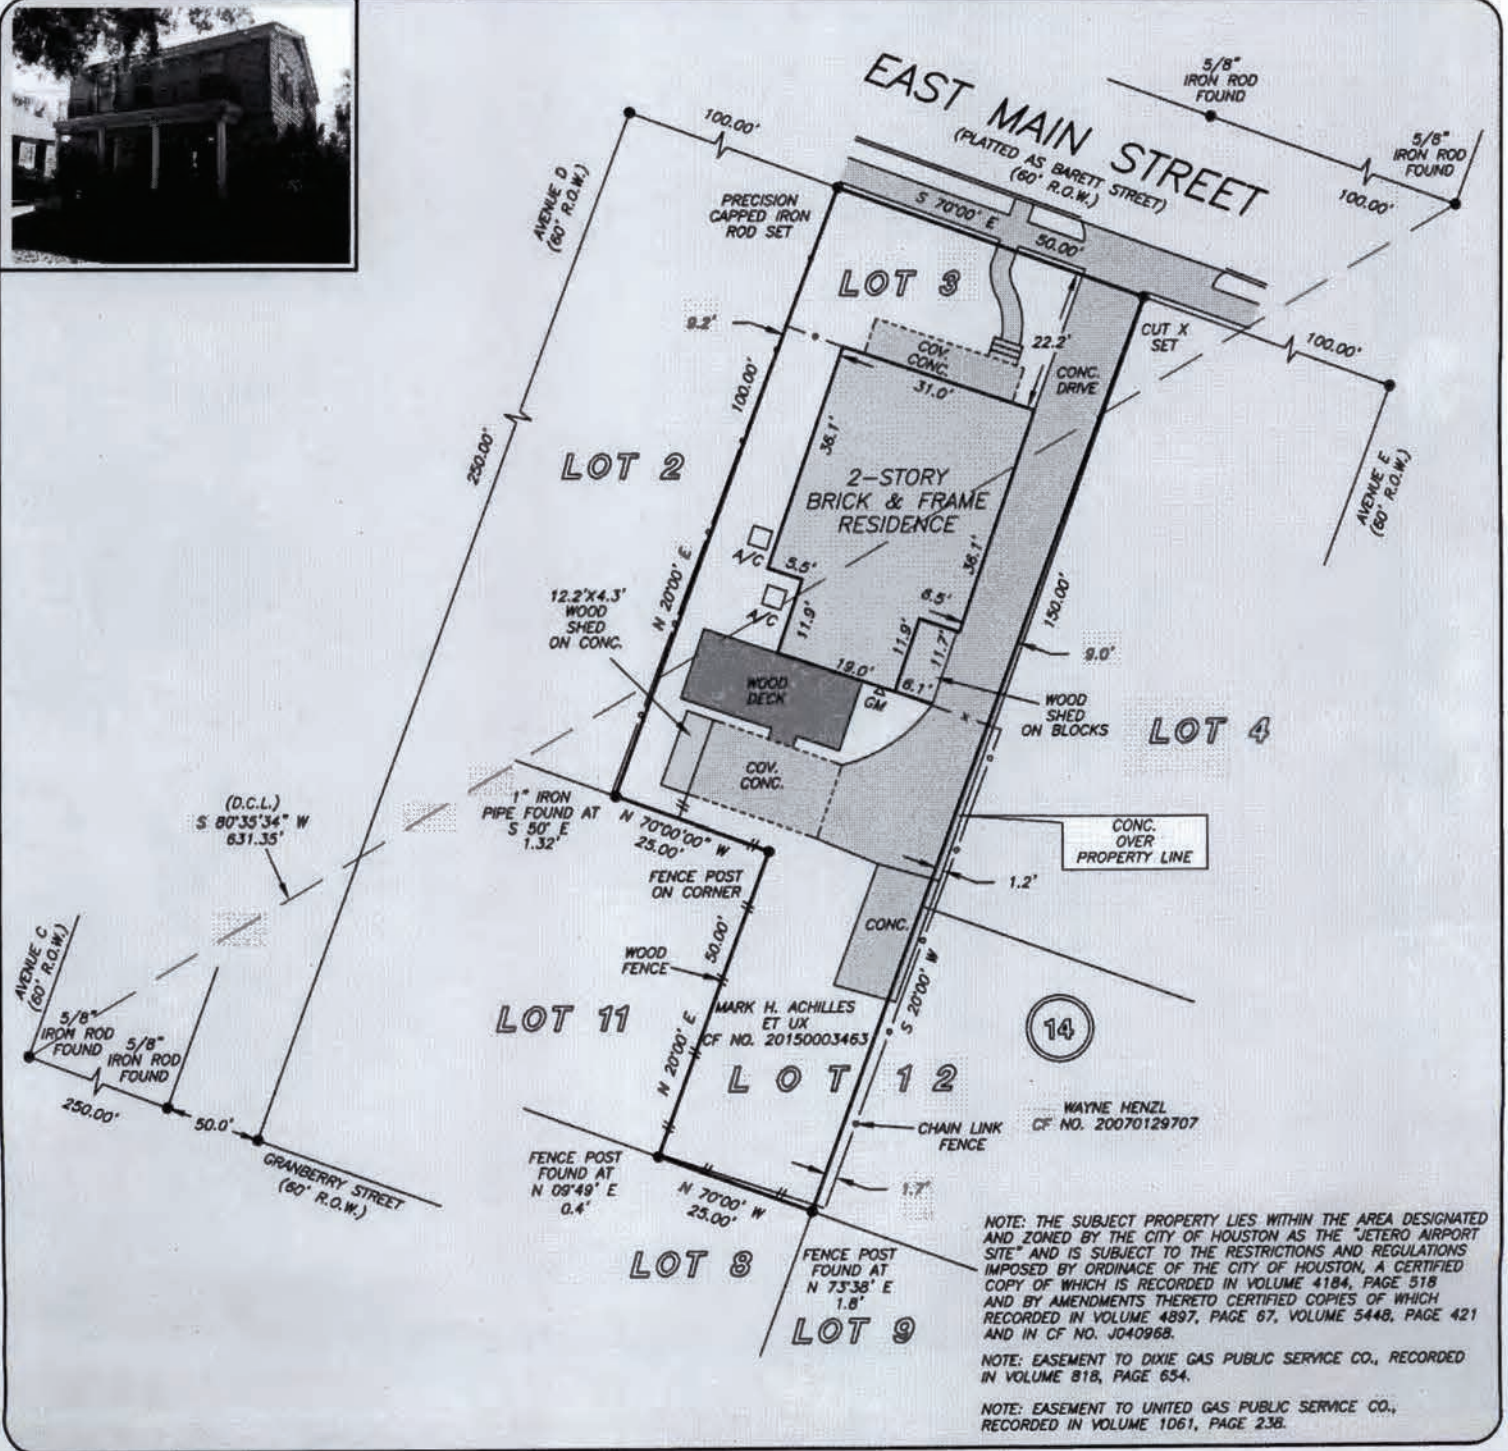 EAST MAIN STREET
(PLATTED AS BARETT STREET)
(60' R.O.W.)
5/8"
IRON ROD
FOUND
5/8"
IRON ROD
FOUND
100.00'
100.00'
AVENUE D
(60' R.O.W.)
PRECISION
CAPPED IRON
ROD SET
S 70°00' E
50.00'
LOT 3
9.2'
COV.
CONC.
22.2'
CONC.
DRIVE
CUT X
SET
100.00'
31.0'
100.00'
36.1'
LOT 2
250.00'
2-STORY
BRICK & FRAME
RESIDENCE
AVENUE E
(60' R.O.W.)
A/C
5.5'
36.1'
N 20°00' E
A/C
11.9'
6.5'
11.9'
11.7'
150.00'
12.2'X4.3'
WOOD
SHED
ON CONC.
9.0'
19.0'
6.1'
WOOD
DECK
GM
WOOD
SHED
ON BLOCKS
LOT 4
COV.
CONC.
1" IRON
PIPE FOUND AT
S 50° E
1.32'
N 70°00'00" W
25.00'
(D.C.L.)
S 80°35'34" W
631.35'
CONC.
OVER
PROPERTY LINE
FENCE POST
ON CORNER
1.2'
CONC.
AVENUE C
(60' R.O.W.)
WOOD
FENCE
50.00'
5/8"
IRON ROD
FOUND
5/8"
IRON ROD
FOUND
LOT 11
MARK H. ACHILLES
ET UX
CF NO. 20150003463
S 20°00' W
14
N 20°00' E
LOT 12
250.00'
50.0'
GRANBERRY STREET
(60' R.O.W.)
WAYNE HENZL
CF NO. 20070129707
CHAIN LINK
FENCE
FENCE POST
FOUND AT
N 09°49' E
0.4'
N 70°00' W
25.00'
1.7'
LOT 8
FENCE POST
FOUND AT
N 73°38' E
1.8'
LOT 9
NOTE: THE SUBJECT PROPERTY LIES WITHIN THE AREA DESIGNATED
AND ZONED BY THE CITY OF HOUSTON AS THE "JETERO AIRPORT
SITE" AND IS SUBJECT TO THE RESTRICTIONS AND REGULATIONS
IMPOSED BY ORDINACE OF THE CITY OF HOUSTON, A CERTIFIED
COPY OF WHICH IS RECORDED IN VOLUME 4184, PAGE 518
AND BY AMENDMENTS THERETO CERTIFIED COPIES OF WHICH
RECORDED IN VOLUME 4897, PAGE 67, VOLUME 5448, PAGE 421
AND IN CF NO. J040968.
NOTE: EASEMENT TO DIXIE GAS PUBLIC SERVICE CO., RECORDED
IN VOLUME 818, PAGE 654.
NOTE: EASEMENT TO UNITED GAS PUBLIC SERVICE CO.,
RECORDED IN VOLUME 1061, PAGE 238.